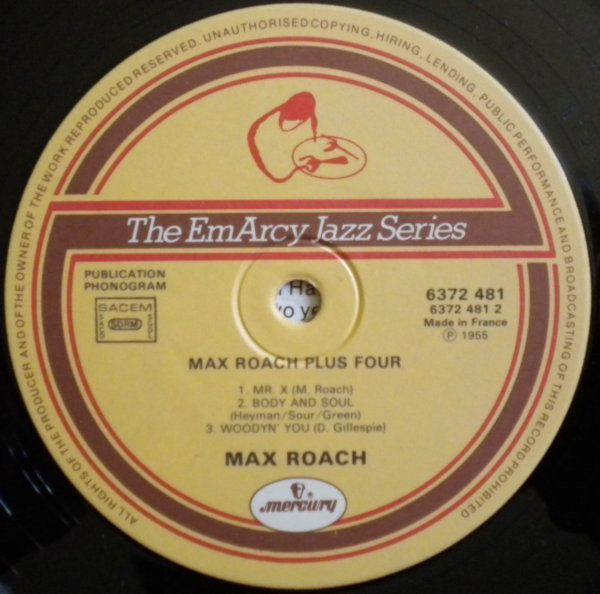 ALL RIGHTS OF THE PRODUCER AND OF THE OWNER OF THE WORK REPRODUCED RESERVED. UNAUTHORISED COPYING, HIRING, LENDING, PUBLIC PERFORMANCE AND BROADCASTING OF THIS RECORD PROHIBITED
The EmArcy Jazz Series
PUBLICATION
PHONOGRAM
SACEM
SDRM
6372 481
6372 481 2
Made in France
Ⓟ 1955
MAX ROACH PLUS FOUR
1. MR. X (M. Roach)
2. BODY AND SOUL
(Heyman/Sour/Green)
3. WOODYN' YOU (D. Gillespie)
MAX ROACH
mercury